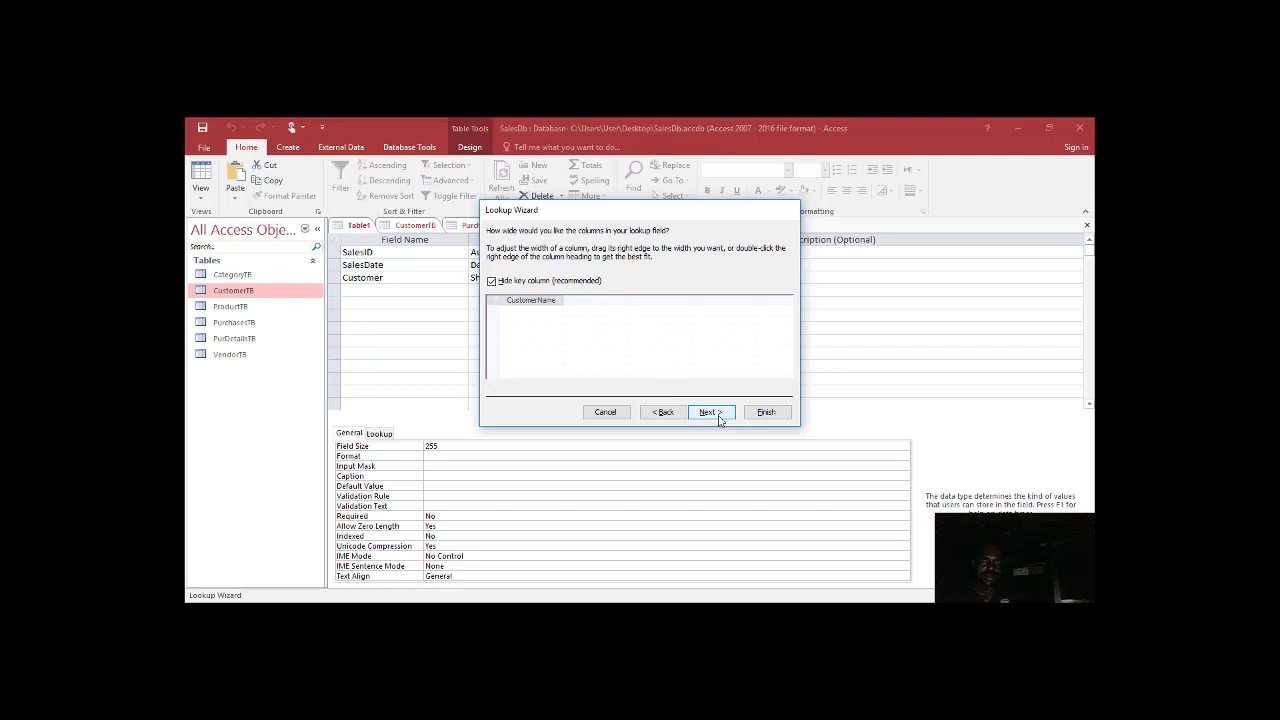 Table Tools
SalesDb : Database- C:\Users\User\Desktop\SalesDb.accdb (Access 2007 - 2016 file format) - Access
?
File
Home
Create
External Data
Database Tools
Design
Tell me what you want to do...
Sign in
View
Views
Paste
Cut
Copy
Format Painter
Clipboard
Filter
Ascending
Descending
Remove Sort
Selection
Advanced
Toggle Filter
Sort & Filter
Refresh
New
Save
Delete
Totals
Spelling
More
Find
Replace
Go To
Select
B I U
A
All Access Obje...
Search..
Tables
CategoryTB
CustomerTB
ProductTB
PurchasesTB
PurDetailsTB
VendorTB
Table1
CustomerTB
Field Name
SalesID
SalesDate
Customer
Lookup Wizard
How wide would you like the columns in your lookup field?
To adjust the width of a column, drag its right edge to the width you want, or double-click the
right edge of the column heading to get the best fit.
Hide key column (recommended)
CustomerName
Cancel
< Back
Next >
Finish
General
Lookup
Field Size 255
Format
Input Mask
Caption
Default Value
Validation Rule
Validation Text
Required No
Allow Zero Length Yes
Indexed No
Unicode Compression Yes
IME Mode No Control
IME Sentence Mode None
Text Align General
The data type determines the kind of values
that users can store in the field. Press F1 for
Lookup Wizard